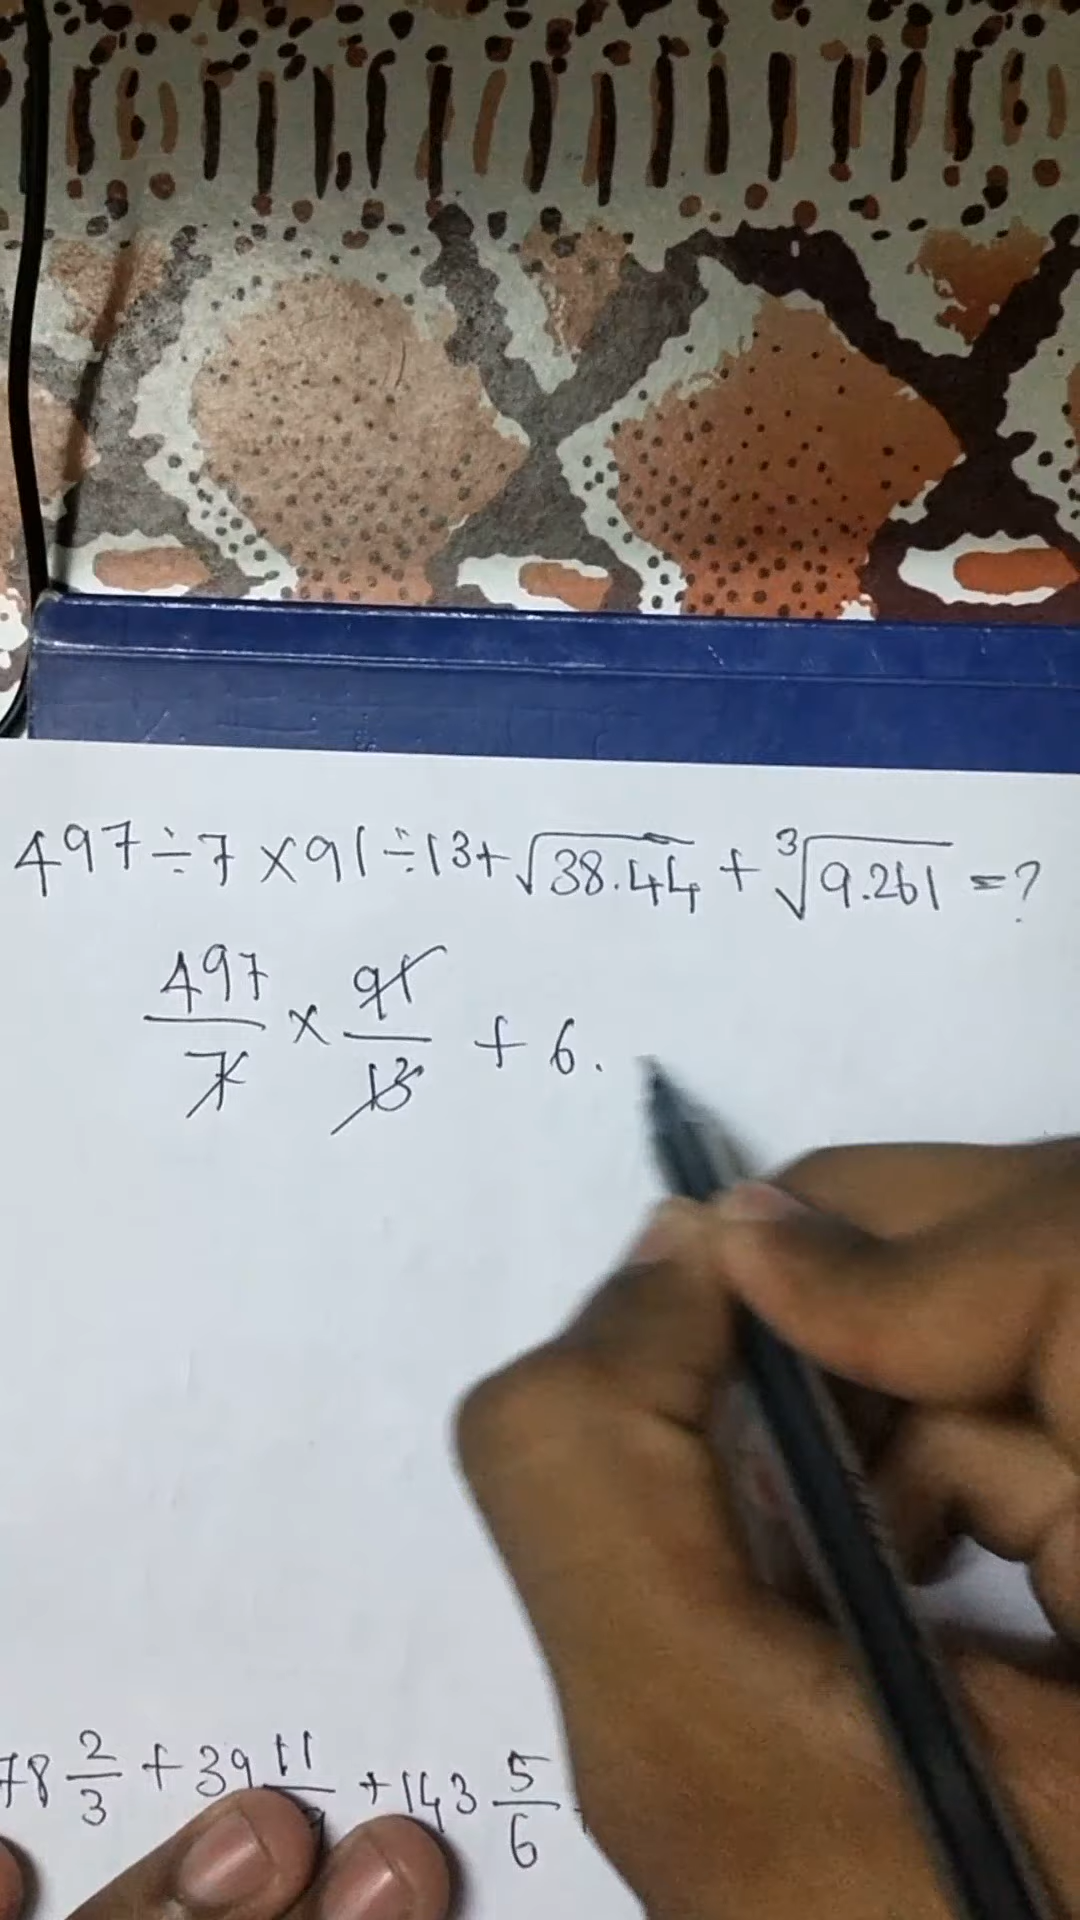 497÷7×91÷13+√38.44 + ³√9.261 = ?
497/7 × 91/13 + 6.
78 2/3 + 39 11/ + 143 5/6